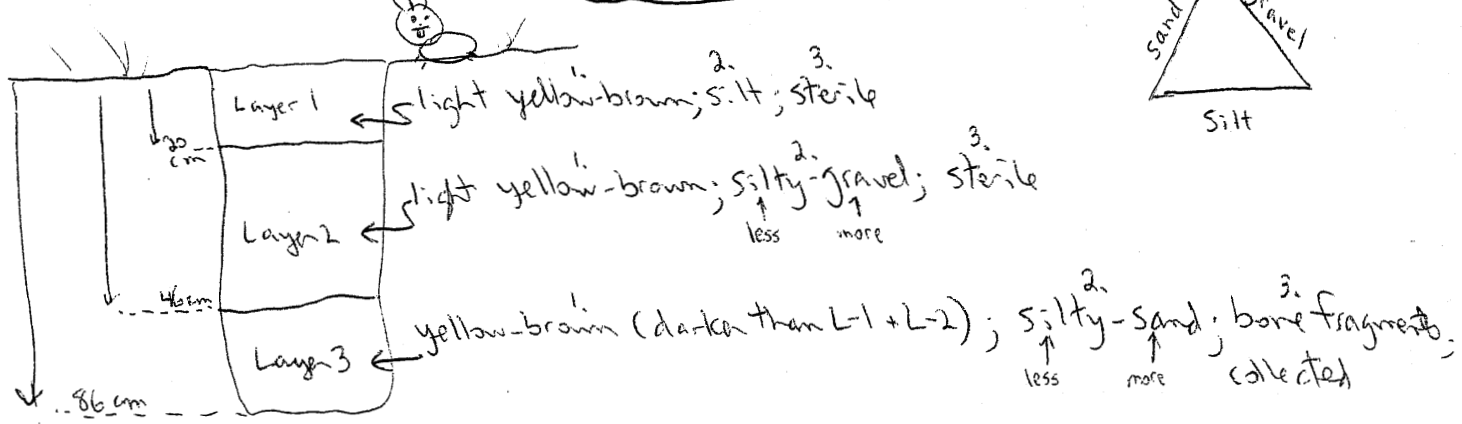 sand
gravel
Silt
1. 2. 3.
Layer 1 light yellow-brown; silt; sterile
20 cm
1. 2. 3.
Layer 2 light yellow-brown; silty-gravel; sterile
less more
46 cm
1. 2. 3.
Layer 3 yellow-brown (darker than L-1 + L-2); silty-sand; bone fragments,
less more collected
86 cm